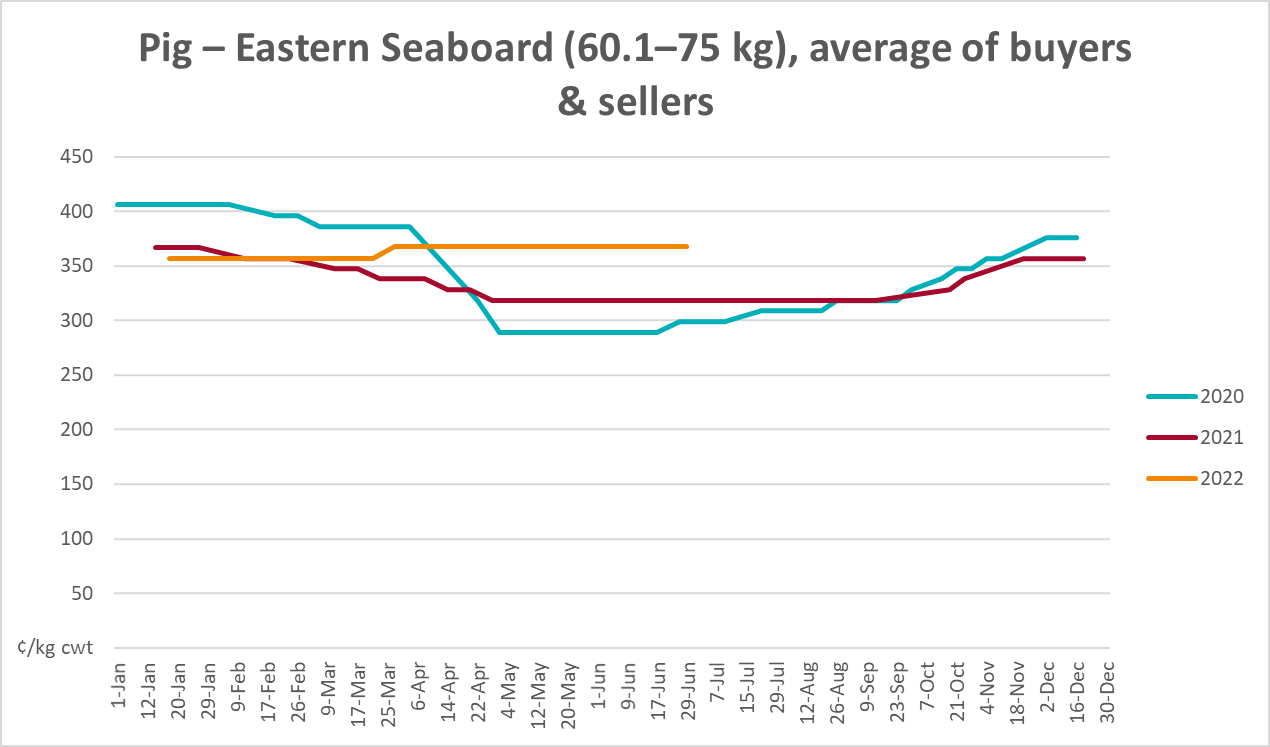 Pig – Eastern Seaboard (60.1–75 kg), average of buyers
& sellers
450
400
350
300
250
200
150
100
50
¢/kg cwt
1-Jan
12-Jan
20-Jan
29-Jan
9-Feb
17-Feb
26-Feb
9-Mar
17-Mar
25-Mar
6-Apr
14-Apr
22-Apr
4-May
12-May
20-May
1-Jun
9-Jun
17-Jun
29-Jun
7-Jul
15-Jul
29-Jul
12-Aug
26-Aug
9-Sep
23-Sep
7-Oct
21-Oct
4-Nov
18-Nov
2-Dec
16-Dec
30-Dec
2020
2021
2022